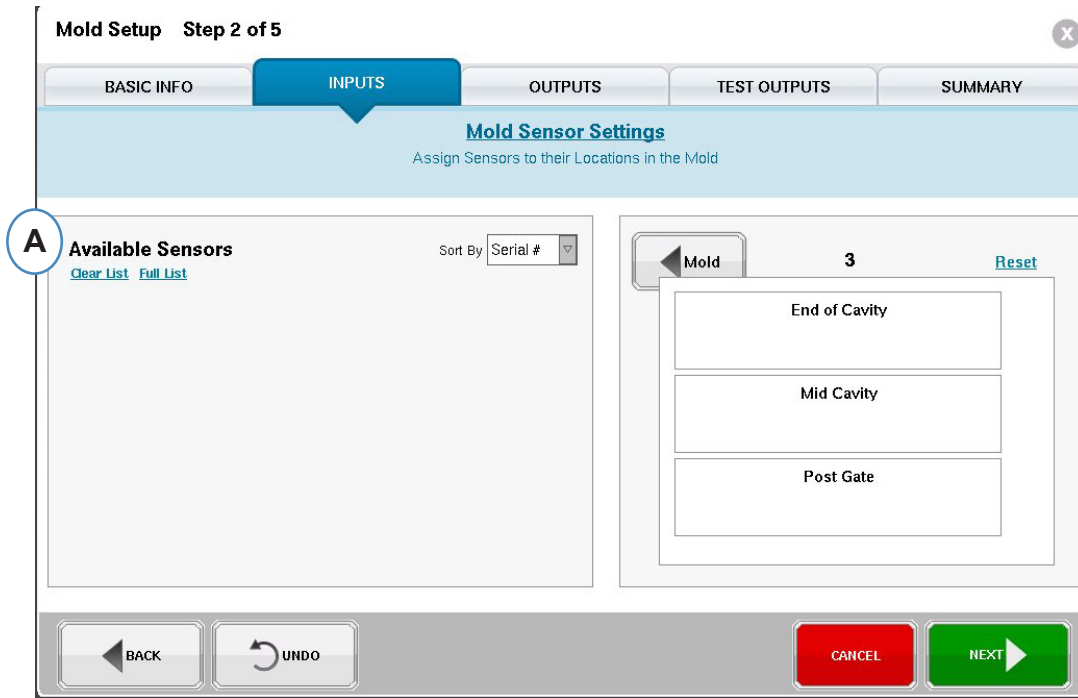 Mold Setup Step 2 of 5
X
BASIC INFO
INPUTS
OUTPUTS
TEST OUTPUTS
SUMMARY
Mold Sensor Settings
Assign Sensors to their Locations in the Mold
A
Available Sensors
Sort By Serial #
Clear List Full List
Mold
3
Reset
End of Cavity
Mid Cavity
Post Gate
BACK
UNDO
CANCEL
NEXT